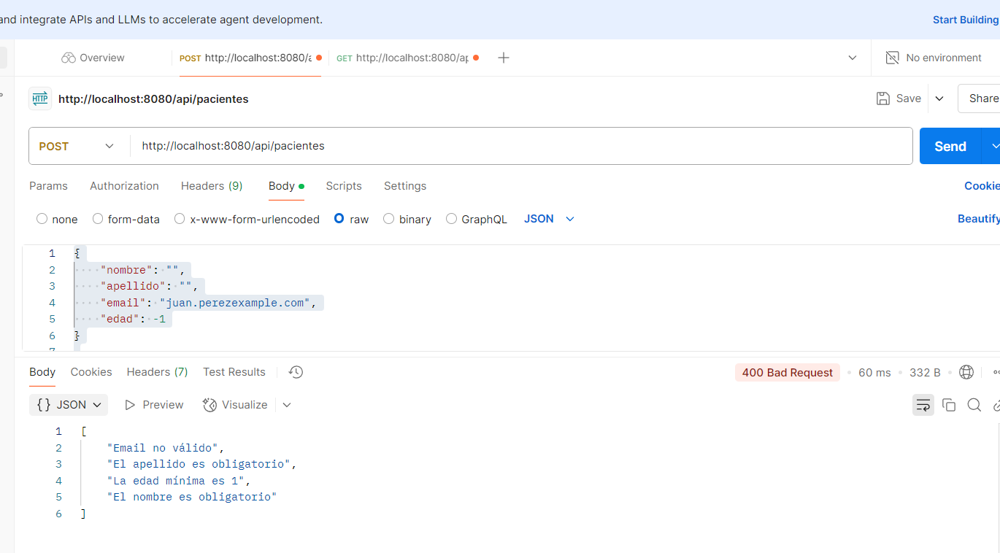 and integrate APIs and LLMs to accelerate agent development. Start Building
Overview POST http://localhost:8080/a GET http://localhost:8080/ap No environment
HTTP http://localhost:8080/api/pacientes Save Share
POST http://localhost:8080/api/pacientes Send
Params Authorization Headers (9) Body Scripts Settings Cookie
none form-data x-www-form-urlencoded raw binary GraphQL JSON Beautify
1 {
2 "nombre": "",
3 "apellido": "",
4 "email": "juan.perezexample.com",
5 "edad": -1
6 }
7
Body Cookies Headers (7) Test Results 400 Bad Request 60 ms 332 B
{} JSON Preview Visualize
1 [
2 "Email no válido",
3 "El apellido es obligatorio",
4 "La edad mínima es 1",
5 "El nombre es obligatorio"
6 ]